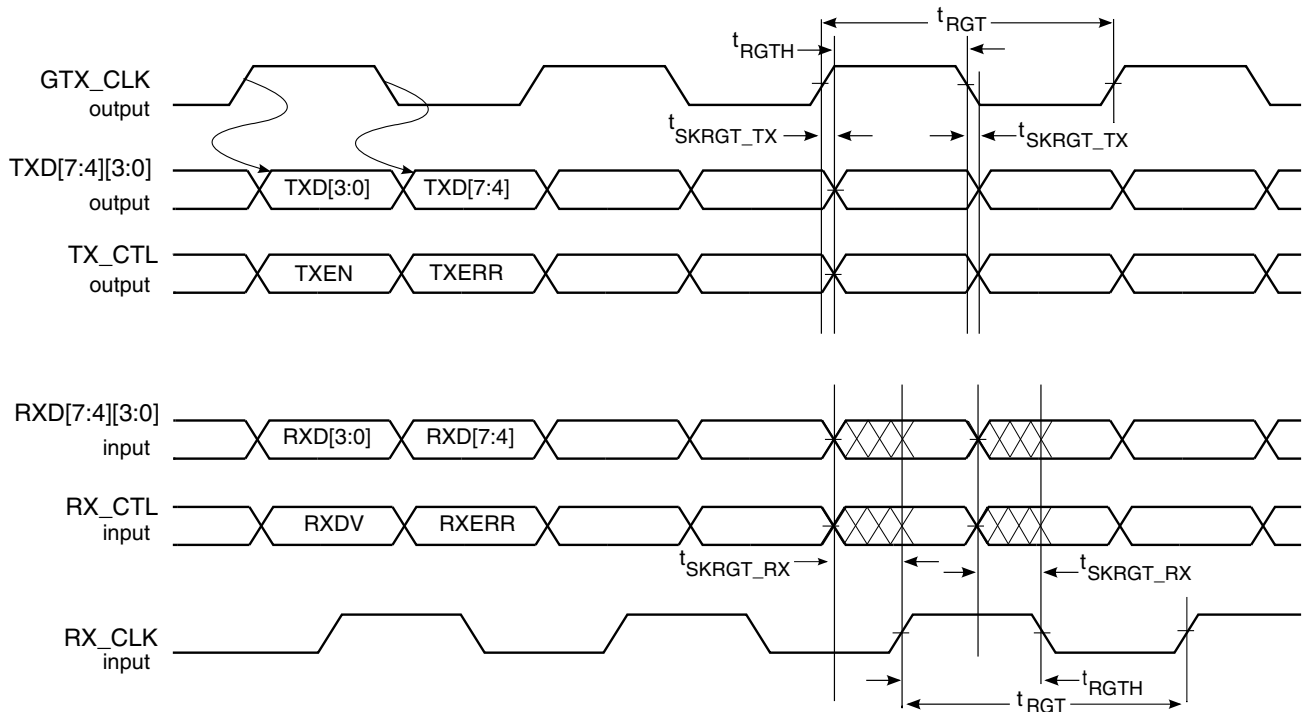 tRGT
tRGTH
GTX_CLK
output
tSKRGT_TX
tSKRGT_TX
TXD[7:4][3:0]
output
TXD[3:0]
TXD[7:4]
TX_CTL
output
TXEN
TXERR
RXD[7:4][3:0]
input
RXD[3:0]
RXD[7:4]
RX_CTL
input
RXDV
RXERR
tSKRGT_RX
tSKRGT_RX
RX_CLK
input
tRGTH
tRGT